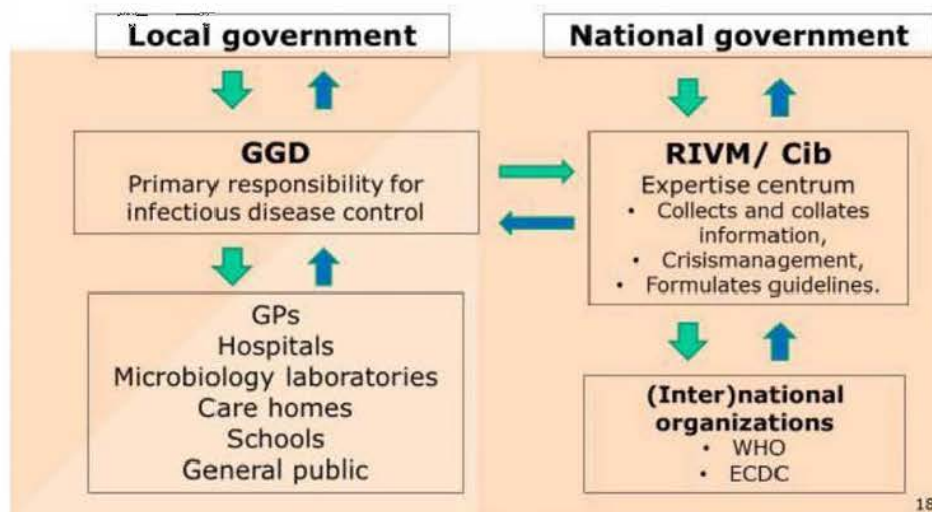 Local government
National government
GGD
Primary responsibility for
infectious disease control
RIVM/ Cib
Expertise centrum
• Collects and collates
information,
• Crisismanagement,
• Formulates guidelines.
GPs
Hospitals
Microbiology laboratories
Care homes
Schools
General public
(Inter)national
organizations
• WHO
• ECDC
18